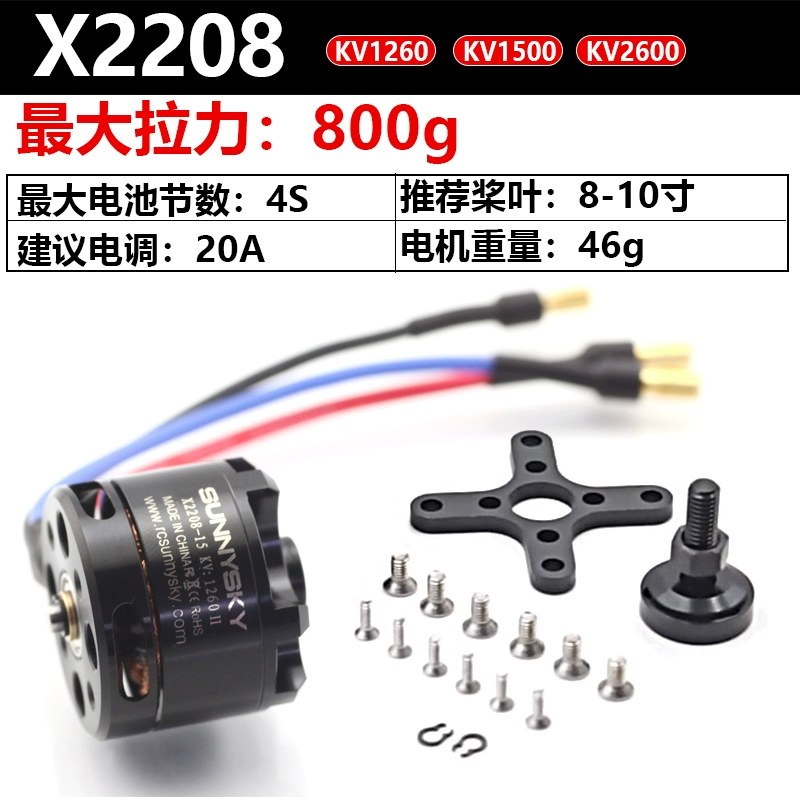 X2208 KV1260 KV1500 KV2600
最大拉力：800g
最大电池节数：4S 推荐桨叶：8-10寸
建议电调：20A 电机重量：46g
SUNNYSKY
X2208-15 KV:1260II
MADE IN CHINA CE RoHS
www.rcsunnysky.com